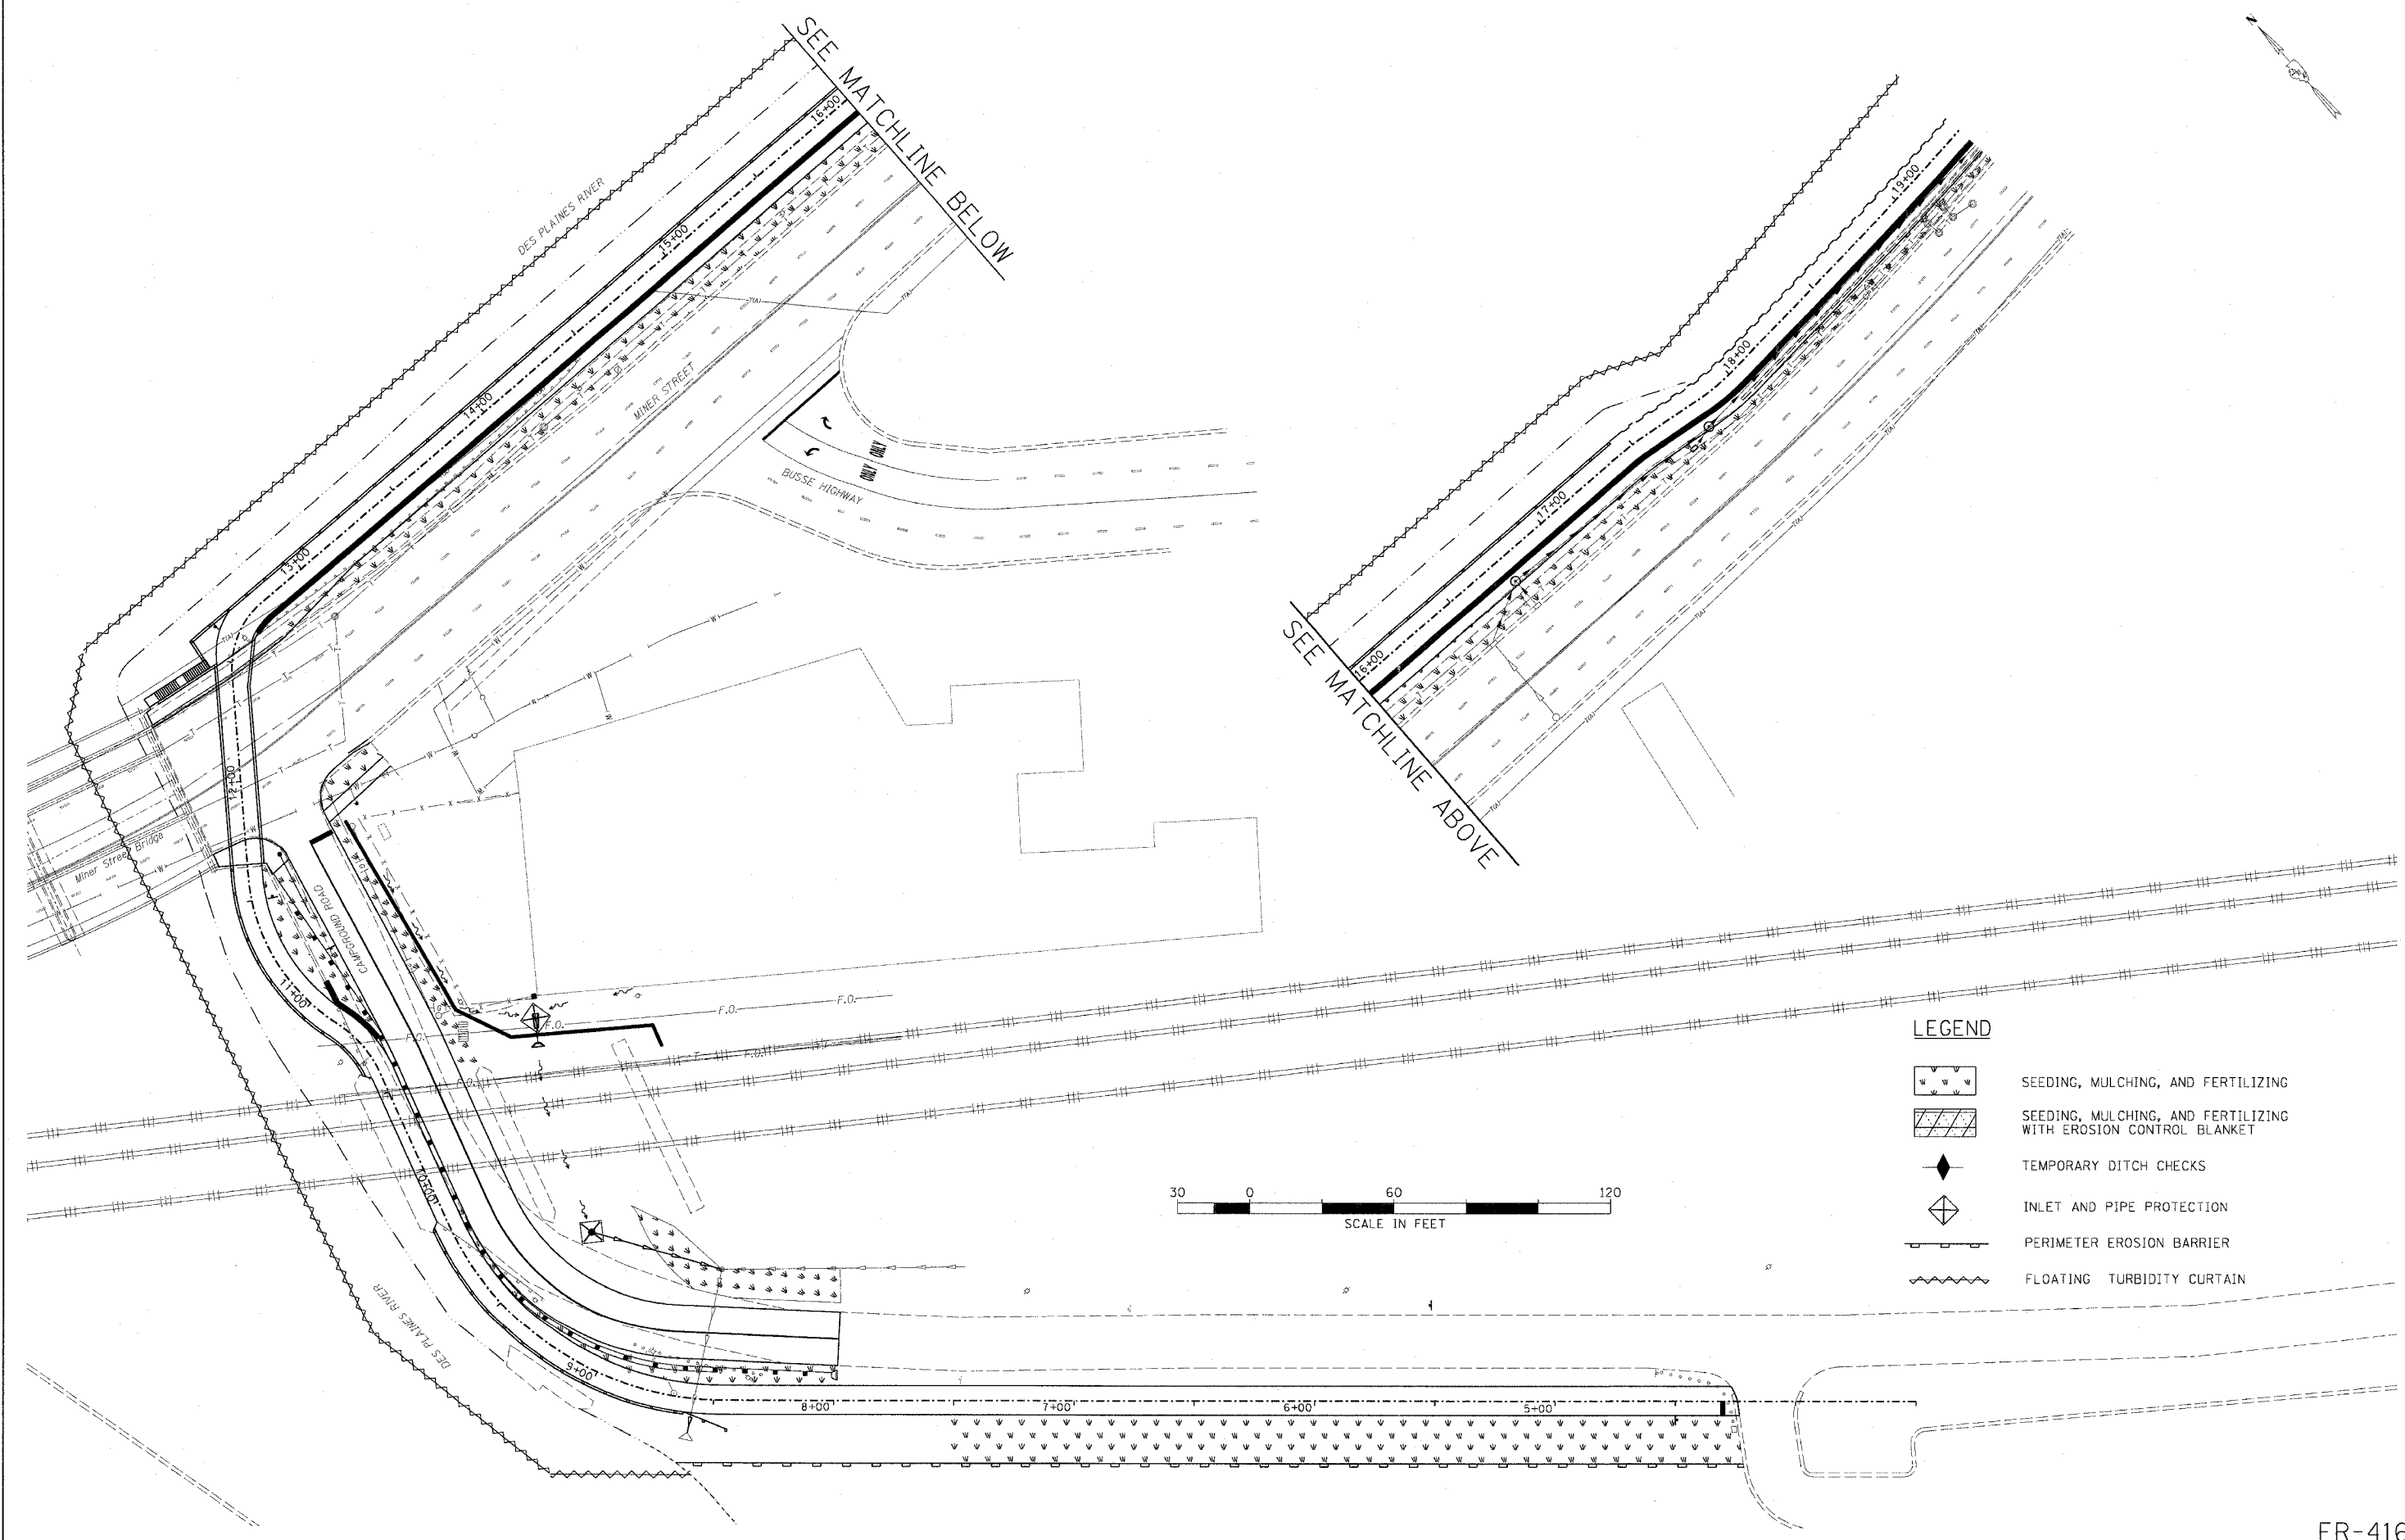 N
SEE MATCHLINE BELOW
16+00
DES PLAINES RIVER
15+00
14+00
MINER STREET
13+00
ONLY
ONLY
BUSSE HIGHWAY
12+00
Miner Street Bridge
CAMPGROUND ROAD
11+00
F.O.
F.O.
F.O.
F.O.
F.O.
F.O.
10+00
DES PLAINES RIVER
9+00
8+00
7+00
6+00
5+00
19+00
18+00
17+00
16+00
SEE MATCHLINE ABOVE
T(A)
T(A)
T(A)
T(A)
T(A)
T(A)
30 0 60 120
SCALE IN FEET
LEGEND
SEEDING, MULCHING, AND FERTILIZING
SEEDING, MULCHING, AND FERTILIZING
WITH EROSION CONTROL BLANKET
TEMPORARY DITCH CHECKS
INLET AND PIPE PROTECTION
PERIMETER EROSION BARRIER
FLOATING TURBIDITY CURTAIN
ER-416